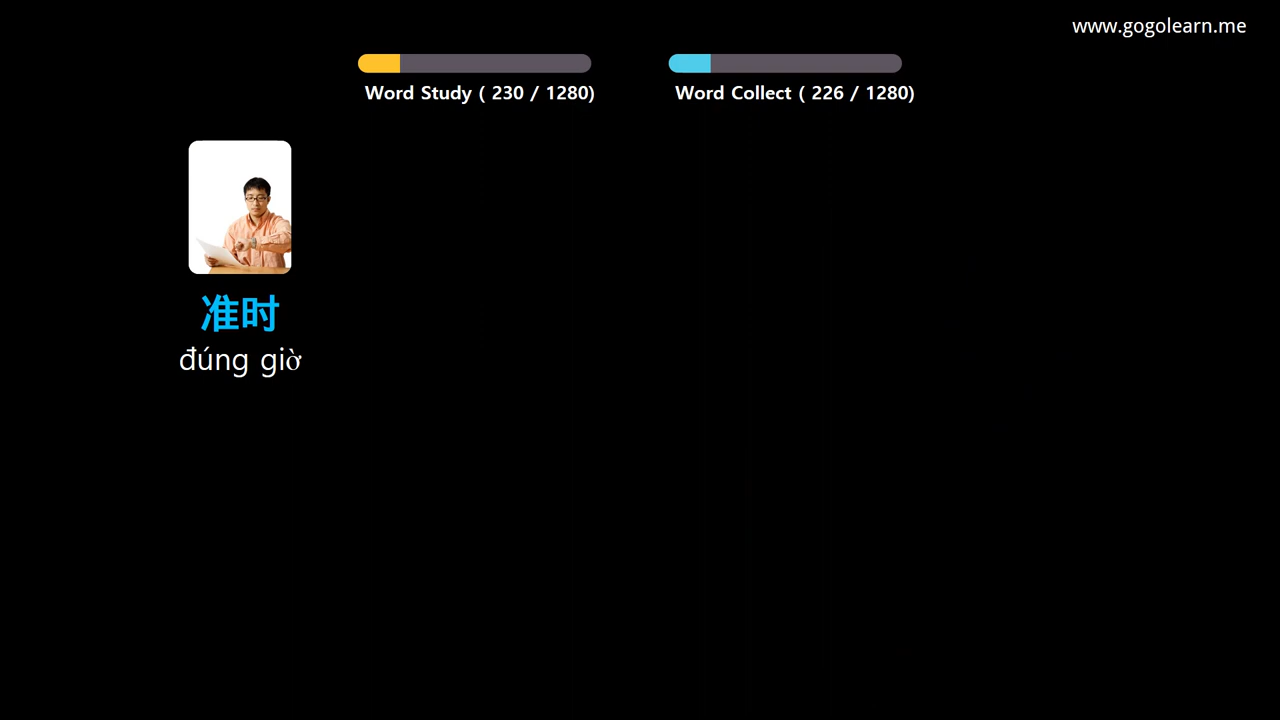 www.gogolearn.me
Word Study ( 230 / 1280)
Word Collect ( 226 / 1280)
准时
đúng giờ